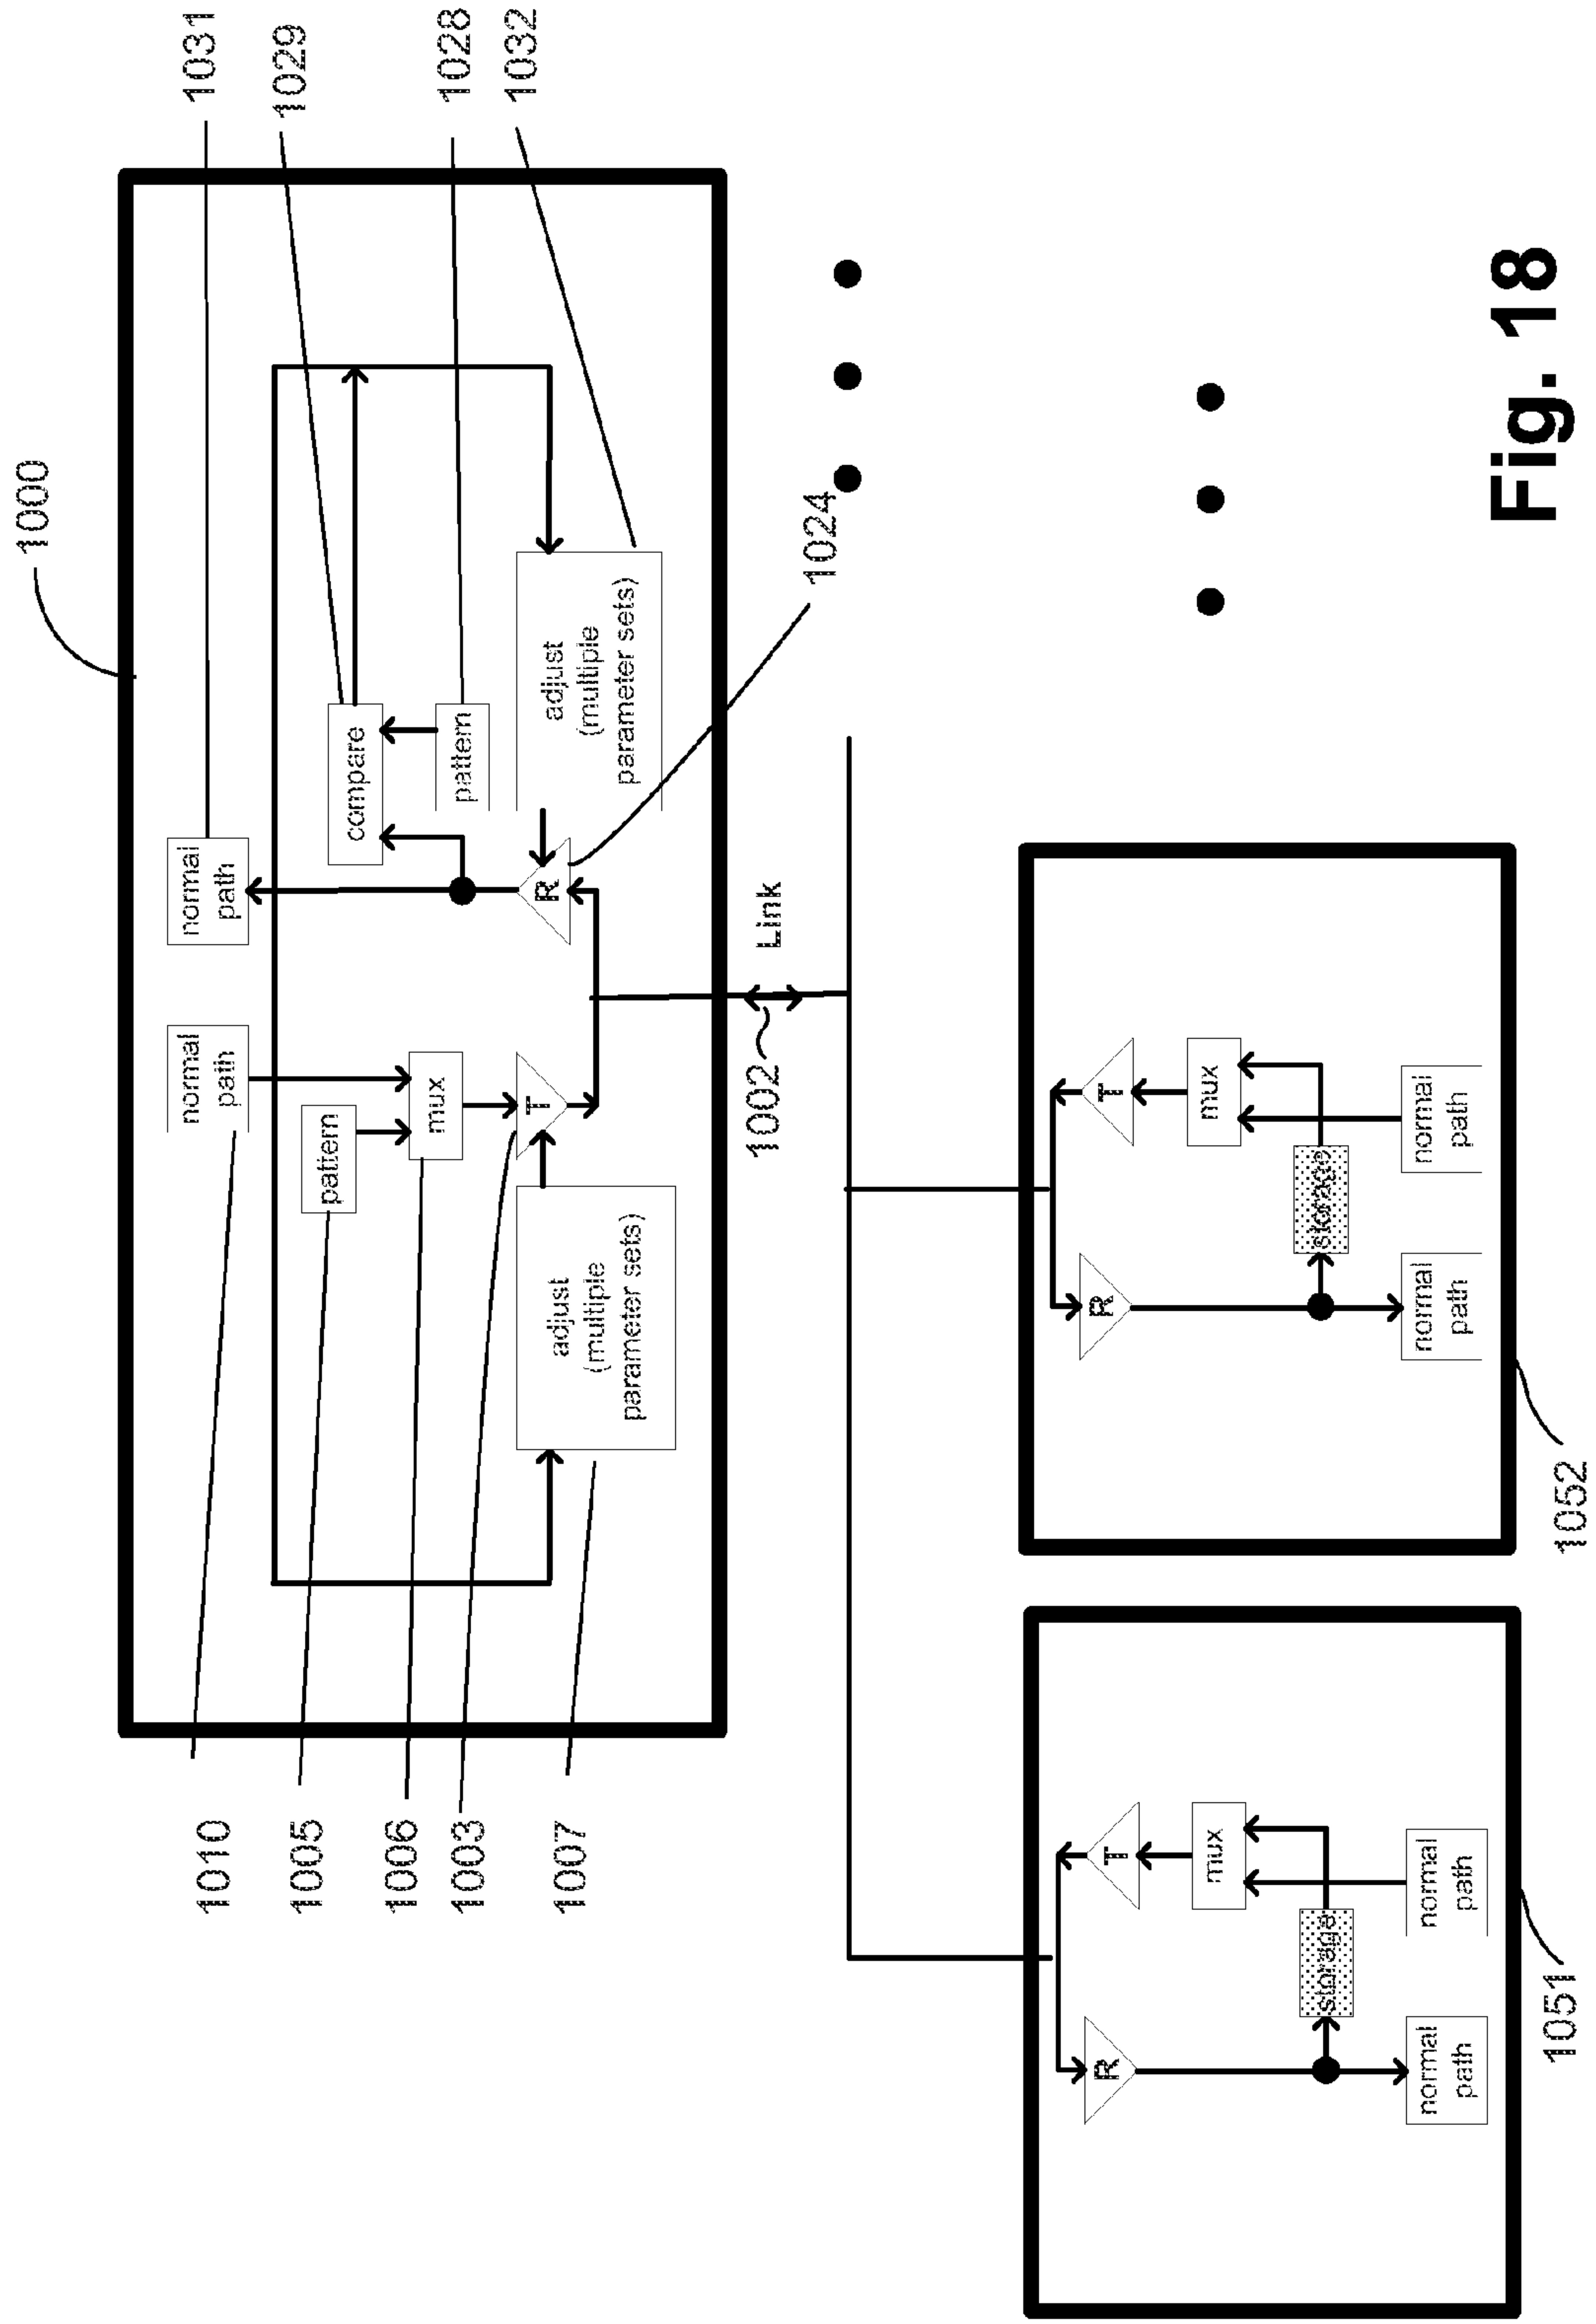 1000
1031
1029
1028
1032
1010
1005
1006
1003
1007
normal
path
normal
path
pattern
compare
mux
pattern
T
R
adjust
(multiple
parameter sets)
adjust
(multiple
parameter sets)
1024
1002
Link
R
T
mux
storage
normal
path
normal
path
1051
R
T
mux
storage
normal
path
normal
path
1052
Fig. 18